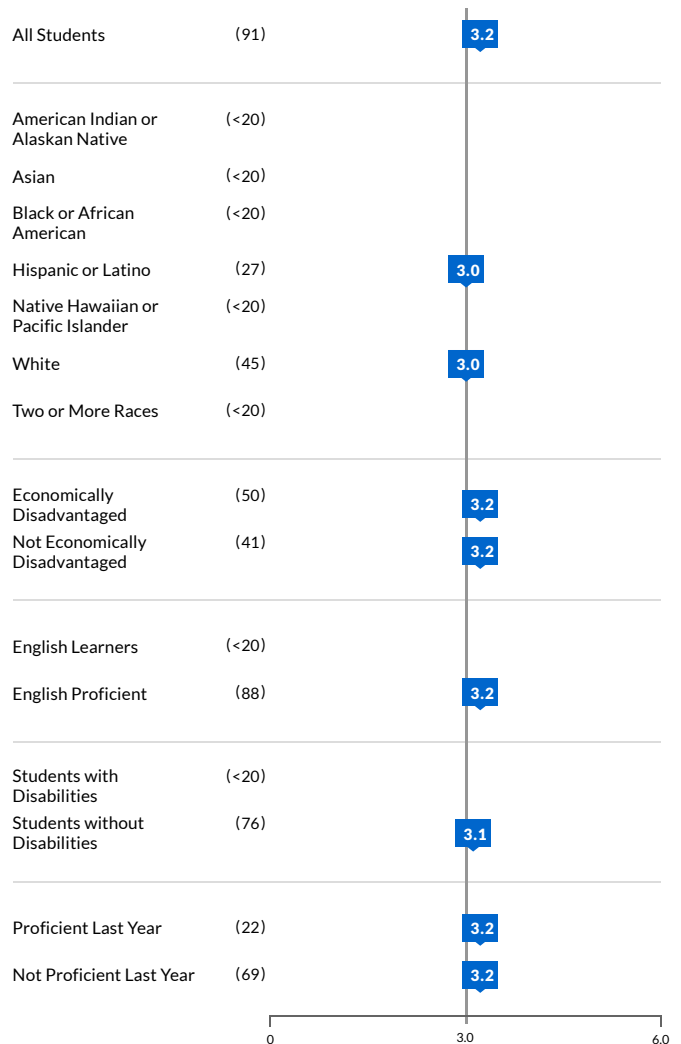 All Students (91) 3.2
American Indian or (<20)
Alaskan Native
Asian (<20)
Black or African (<20)
American
Hispanic or Latino (27) 3.0
Native Hawaiian or (<20)
Pacific Islander
White (45) 3.0
Two or More Races (<20)
Economically (50) 3.2
Disadvantaged
Not Economically (41) 3.2
Disadvantaged
English Learners (<20)
English Proficient (88) 3.2
Students with (<20)
Disabilities
Students without (76) 3.1
Disabilities
Proficient Last Year (22) 3.2
Not Proficient Last Year (69) 3.2
0 3.0 6.0